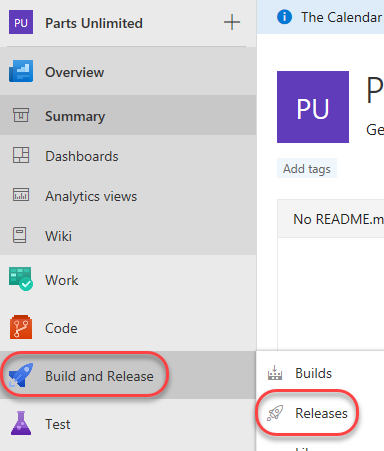 PU Parts Unlimited
Overview
Summary
Dashboards
Analytics views
Wiki
Work
Code
Build and Release
Test
The Calendar
PU
P
Ge
Add tags
No README.m
Builds
Releases